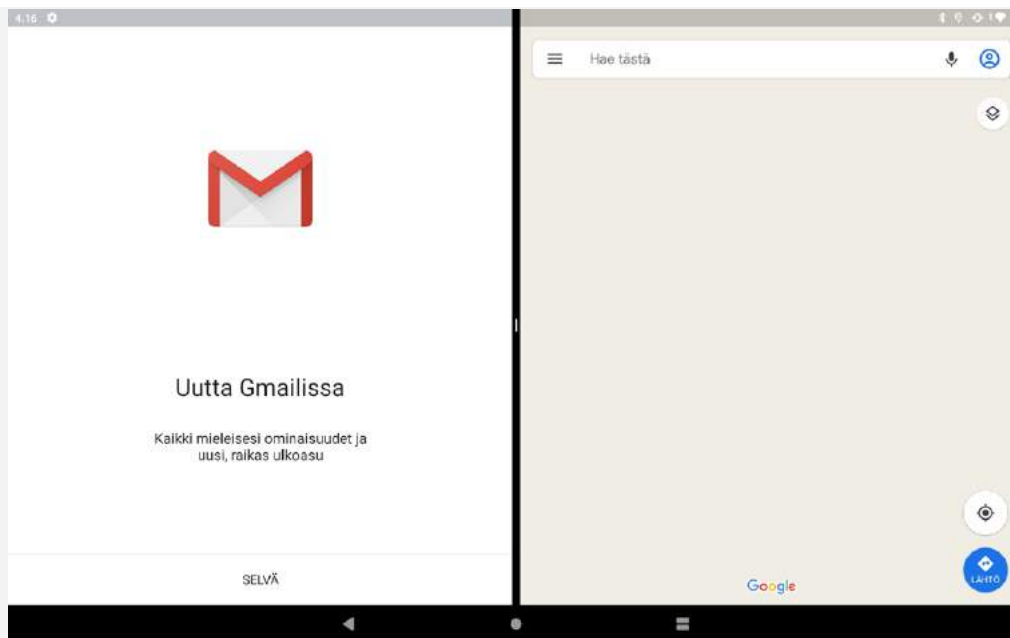 4.16
Uutta Gmailissa
Kaikki mieleisesi ominaisuudet ja
uusi, raikas ulkoasu
SELVÄ
Hae tästä
Google
LÄHTÖ